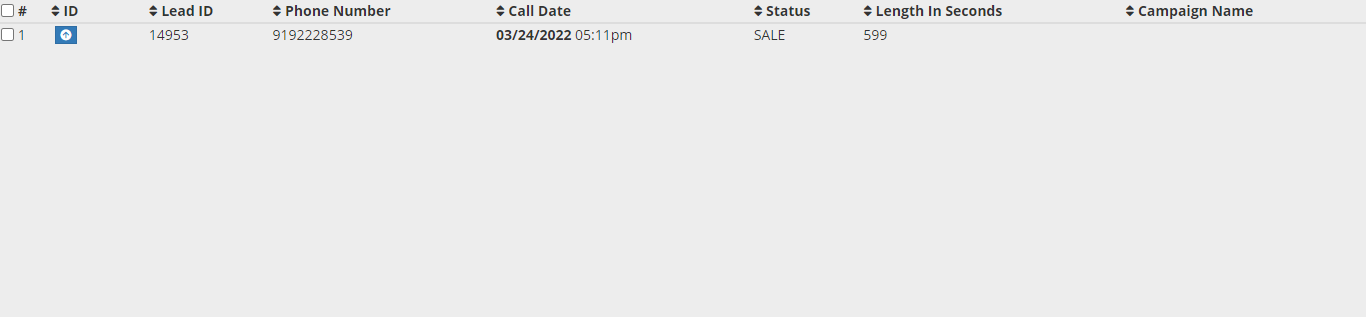 # ID Lead ID Phone Number Call Date Status Length In Seconds Campaign Name
1 14953 9192228539 03/24/2022 05:11pm SALE 599